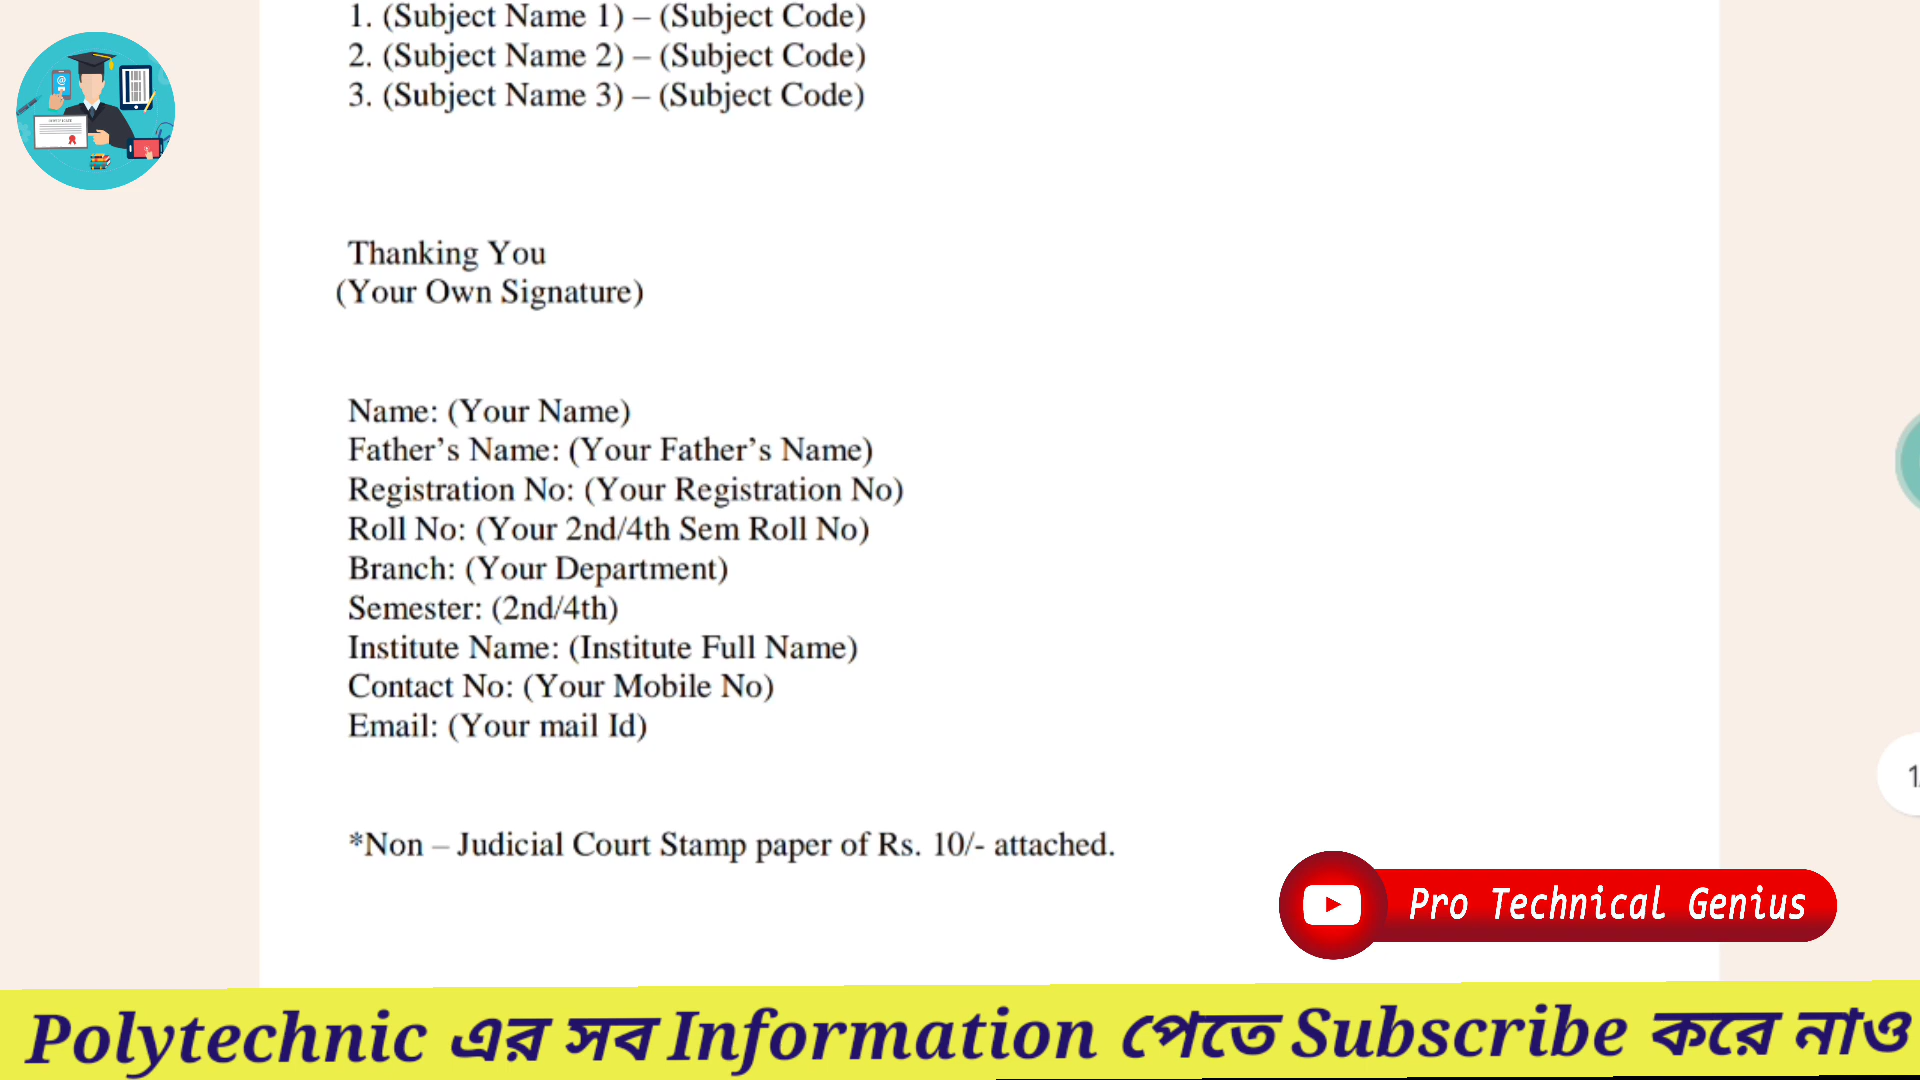 1. (Subject Name 1) – (Subject Code)
2. (Subject Name 2) – (Subject Code)
3. (Subject Name 3) – (Subject Code)
Thanking You
(Your Own Signature)
Name: (Your Name)
Father’s Name: (Your Father’s Name)
Registration No: (Your Registration No)
Roll No: (Your 2nd/4th Sem Roll No)
Branch: (Your Department)
Semester: (2nd/4th)
Institute Name: (Institute Full Name)
Contact No: (Your Mobile No)
Email: (Your mail Id)
*Non – Judicial Court Stamp paper of Rs. 10/- attached.
Pro Technical Genius
Polytechnic এর সব Information পেতে Subscribe করে নাও